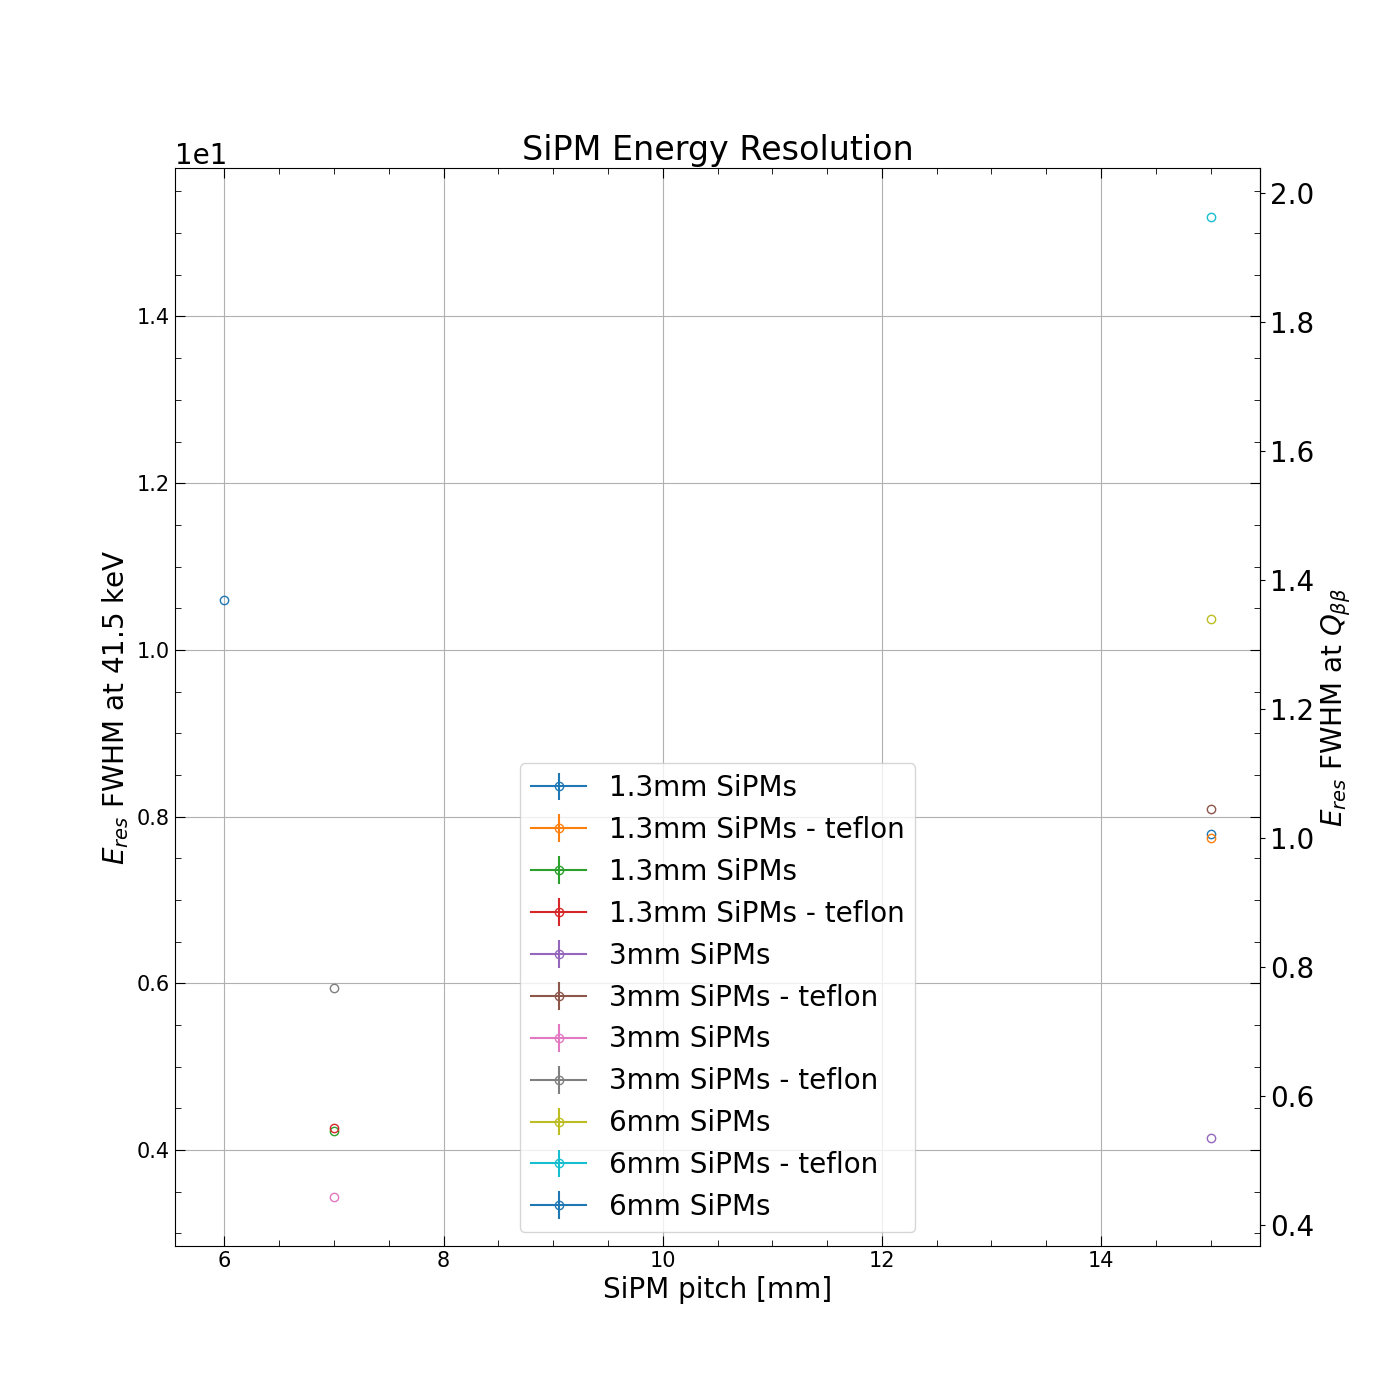 SiPM Energy Resolution
1e1
1.4
1.2
1.0
0.8
0.6
0.4
E_res FWHM at 41.5 keV
2.0
1.8
1.6
1.4
1.2
1.0
0.8
0.6
0.4
E_res FWHM at Q_ββ
1.3mm SiPMs
1.3mm SiPMs - teflon
1.3mm SiPMs
1.3mm SiPMs - teflon
3mm SiPMs
3mm SiPMs - teflon
3mm SiPMs
3mm SiPMs - teflon
6mm SiPMs
6mm SiPMs - teflon
6mm SiPMs
6 8 10 12 14
SiPM pitch [mm]